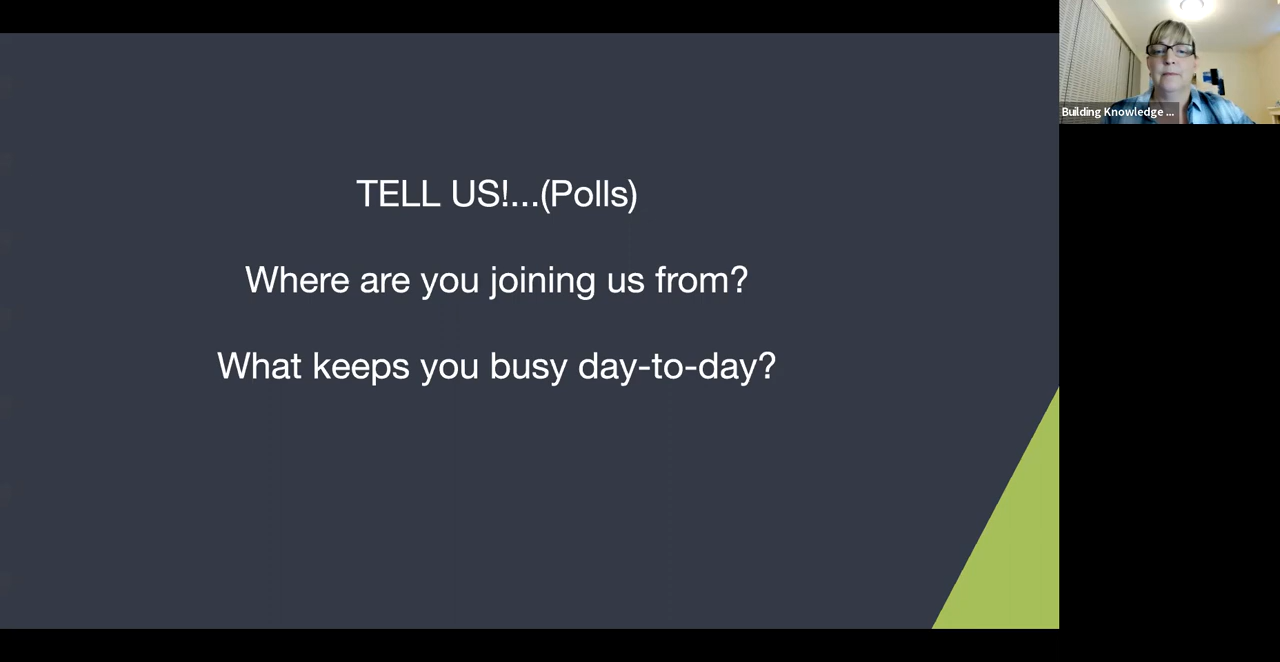 TELL US!...(Polls)
Where are you joining us from?
What keeps you busy day-to-day?
Building Knowledge ...